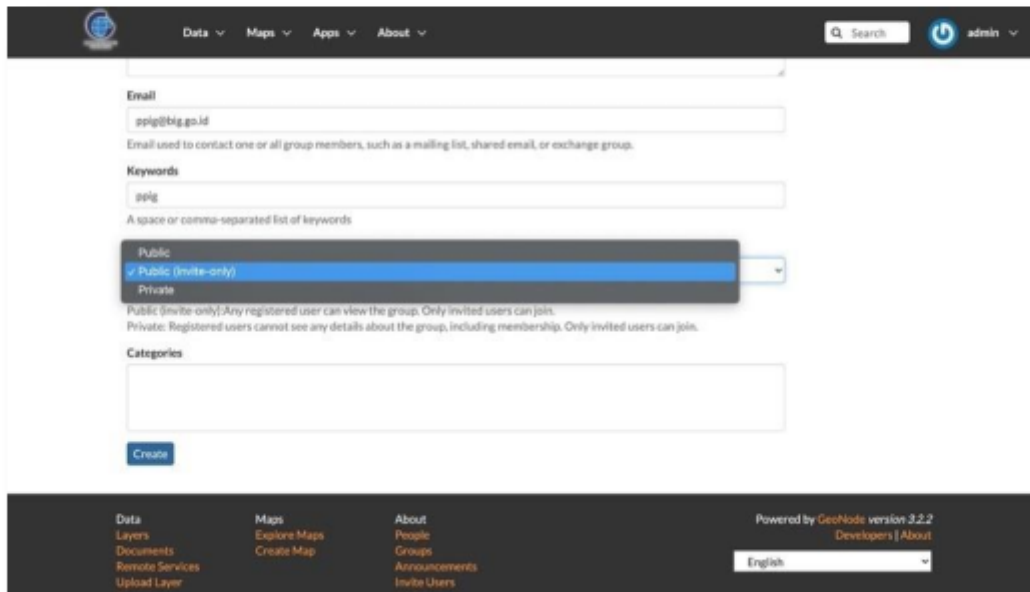 Data Maps Apps About Search admin
Email
ppig@big.go.id
Email used to contact one or all group members, such as a mailing list, shared email, or exchange group.
Keywords
ppig
A space or comma-separated list of keywords
Public
✓ Public (invite-only)
Private
Public (invite-only):Any registered user can view the group. Only invited users can join.
Private: Registered users cannot see any details about the group, including membership. Only invited users can join.
Categories
Create
Data
Layers
Documents
Remote Services
Upload Layer
Maps
Explore Maps
Create Map
About
People
Groups
Announcements
Invite Users
Powered by GeoNode version 3.2.2
Developers | About
English